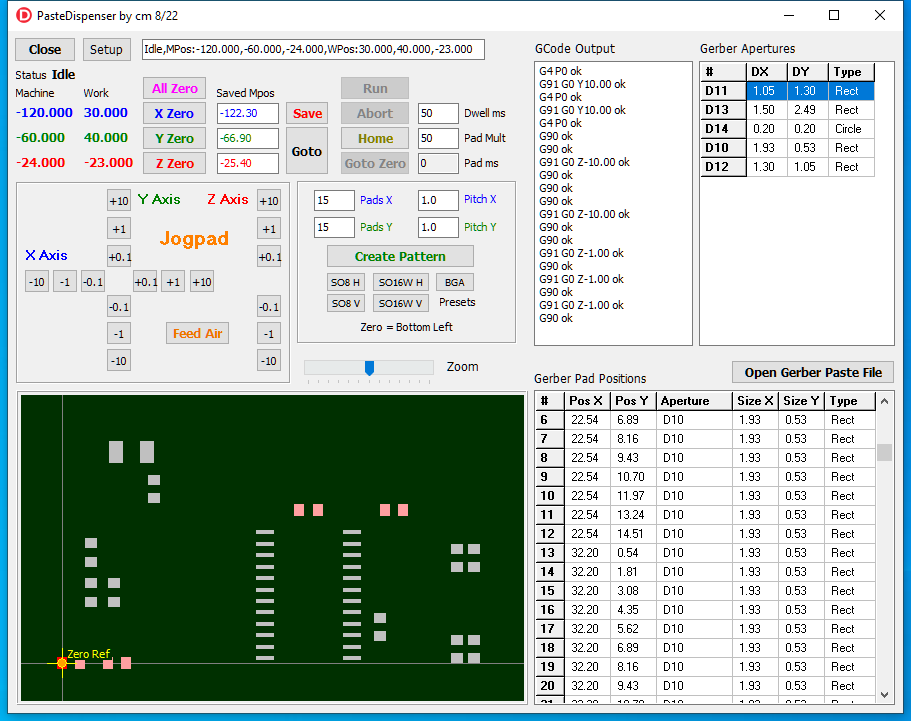 PasteDispenser by cm 8/22
Close Setup Idle,MPos:-120.000,-60.000,-24.000,WPos:30.000,40.000,-23.000
Status Idle
Machine Work
-120.000 30.000
-60.000 40.000
-24.000 -23.000
All Zero
X Zero
Y Zero
Z Zero
Saved Mpos
-122.30
-66.90
-25.40
Save
Goto
Run
Abort 50 Dwell ms
Home 50 Pad Mult
Goto Zero 0 Pad ms
+10 Y Axis Z Axis +10
+1 Jogpad +1
X Axis +0.1 +0.1
-10 -1 -0.1 +0.1 +1 +10
-0.1 -0.1
-1 Feed Air -1
-10 -10
15 Pads X 1.0 Pitch X
15 Pads Y 1.0 Pitch Y
Create Pattern
SO8 H SO16W H BGA
SO8 V SO16W V Presets
Zero = Bottom Left
Zoom
GCode Output
G4 P0 ok
G91 G0 Y10.00 ok
G4 P0 ok
G91 G0 Y10.00 ok
G4 P0 ok
G90 ok
G90 ok
G91 G0 Z-10.00 ok
G90 ok
G90 ok
G90 ok
G91 G0 Z-10.00 ok
G90 ok
G90 ok
G91 G0 Z-1.00 ok
G90 ok
G91 G0 Z-1.00 ok
G90 ok
G91 G0 Z-1.00 ok
G90 ok
Gerber Apertures
# DX DY Type
D11 1.05 1.30 Rect
D13 1.50 2.49 Rect
D14 0.20 0.20 Circle
D10 1.93 0.53 Rect
D12 1.30 1.05 Rect
Zero Ref
Gerber Pad Positions Open Gerber Paste File
# Pos X Pos Y Aperture Size X Size Y Type
6 22.54 6.89 D10 1.93 0.53 Rect
7 22.54 8.16 D10 1.93 0.53 Rect
8 22.54 9.43 D10 1.93 0.53 Rect
9 22.54 10.70 D10 1.93 0.53 Rect
10 22.54 11.97 D10 1.93 0.53 Rect
11 22.54 13.24 D10 1.93 0.53 Rect
12 22.54 14.51 D10 1.93 0.53 Rect
13 32.20 0.54 D10 1.93 0.53 Rect
14 32.20 1.81 D10 1.93 0.53 Rect
15 32.20 3.08 D10 1.93 0.53 Rect
16 32.20 4.35 D10 1.93 0.53 Rect
17 32.20 5.62 D10 1.93 0.53 Rect
18 32.20 6.89 D10 1.93 0.53 Rect
19 32.20 8.16 D10 1.93 0.53 Rect
20 32.20 9.43 D10 1.93 0.53 Rect